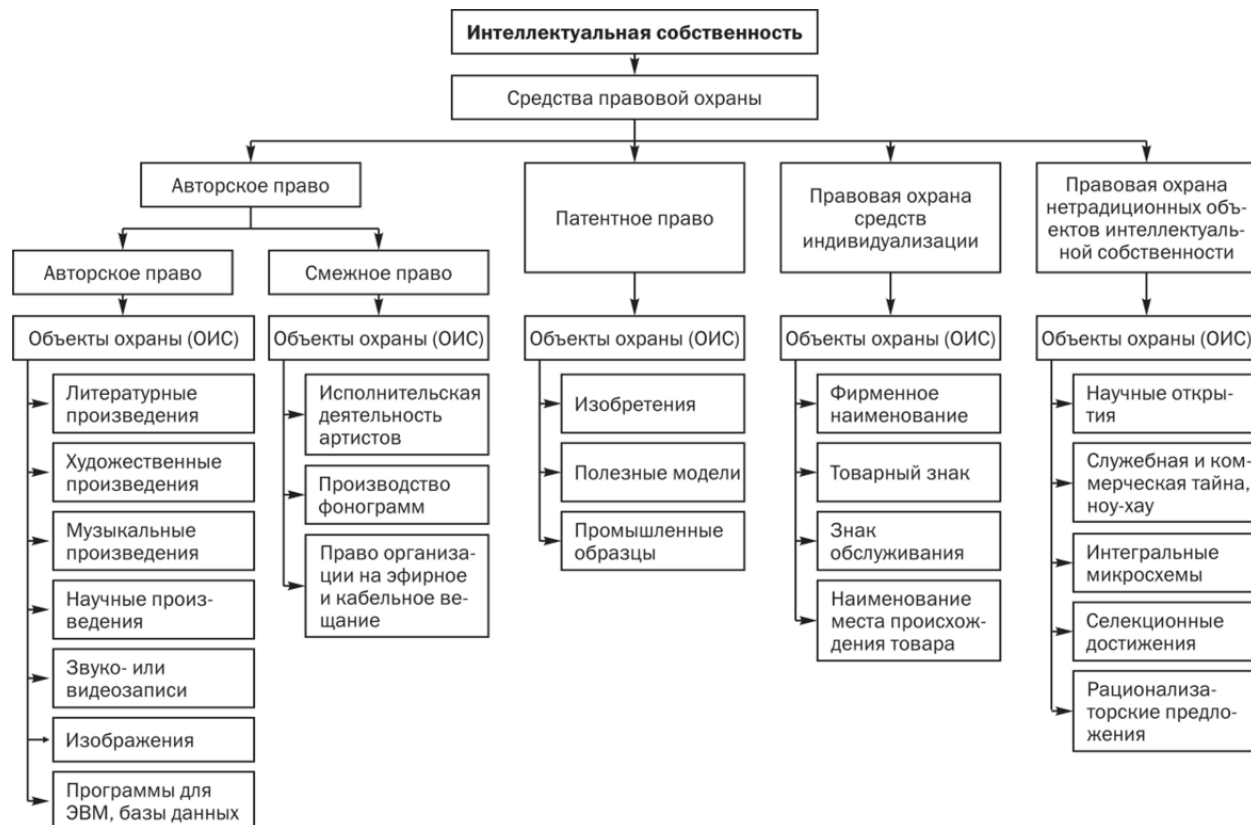 Интеллектуальная собственность
Средства правовой охраны
Авторское право
Авторское право
Объекты охраны (ОИС)
Литературные
произведения
Художественные
произведения
Музыкальные
произведения
Научные произ-
ведения
Звуко- или
видеозаписи
Изображения
Программы для
ЭВМ, базы данных
Смежное право
Объекты охраны (ОИС)
Исполнительская
деятельность
артистов
Производство
фонограмм
Право организа-
ции на эфирное
и кабельное ве-
щание
Патентное право
Объекты охраны (ОИС)
Изобретения
Полезные модели
Промышленные
образцы
Правовая охрана
средств
индивидуализации
Объекты охраны (ОИС)
Фирменное
наименование
Товарный знак
Знак
обслуживания
Наименование
места происхож-
дения товара
Правовая охрана
нетрадиционных объ-
ектов интеллектуаль-
ной собственности
Объекты охраны (ОИС)
Научные откры-
тия
Служебная и ком-
мерческая тайна,
ноу-хау
Интегральные
микросхемы
Селекционные
достижения
Рационализа-
торские предло-
жения